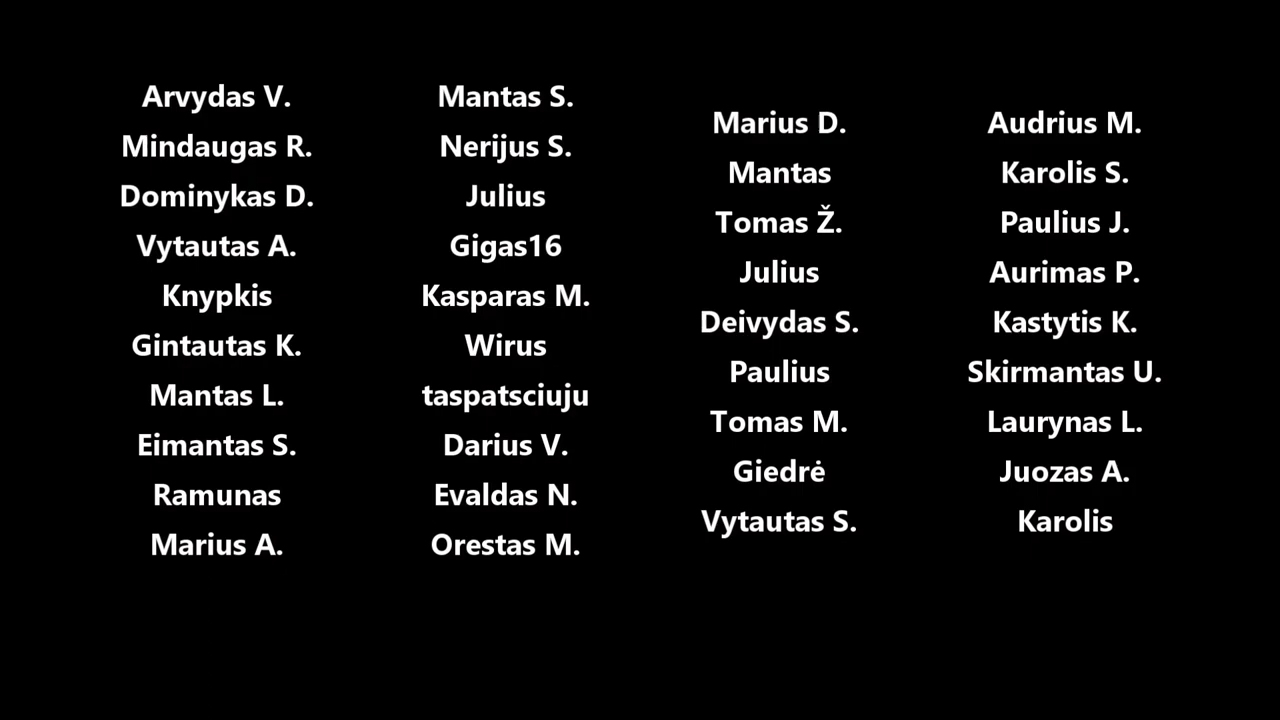 Arvydas V.
Mindaugas R.
Dominykas D.
Vytautas A.
Knypkis
Gintautas K.
Mantas L.
Eimantas S.
Ramunas
Marius A.
Mantas S.
Nerijus S.
Julius
Gigas16
Kasparas M.
Wirus
taspatsciuju
Darius V.
Evaldas N.
Orestas M.
Marius D.
Mantas
Tomas Ž.
Julius
Deivydas S.
Paulius
Tomas M.
Giedrė
Vytautas S.
Audrius M.
Karolis S.
Paulius J.
Aurimas P.
Kastytis K.
Skirmantas U.
Laurynas L.
Juozas A.
Karolis